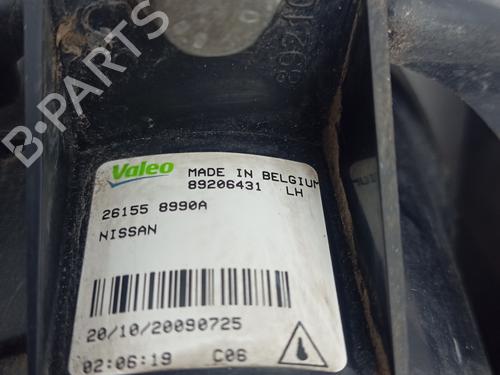 B-PARTS
Valeo MADE IN BELGIUM
89206431 LH
26155 8990A
NISSAN
20/10/20090725
02:06:19 C06